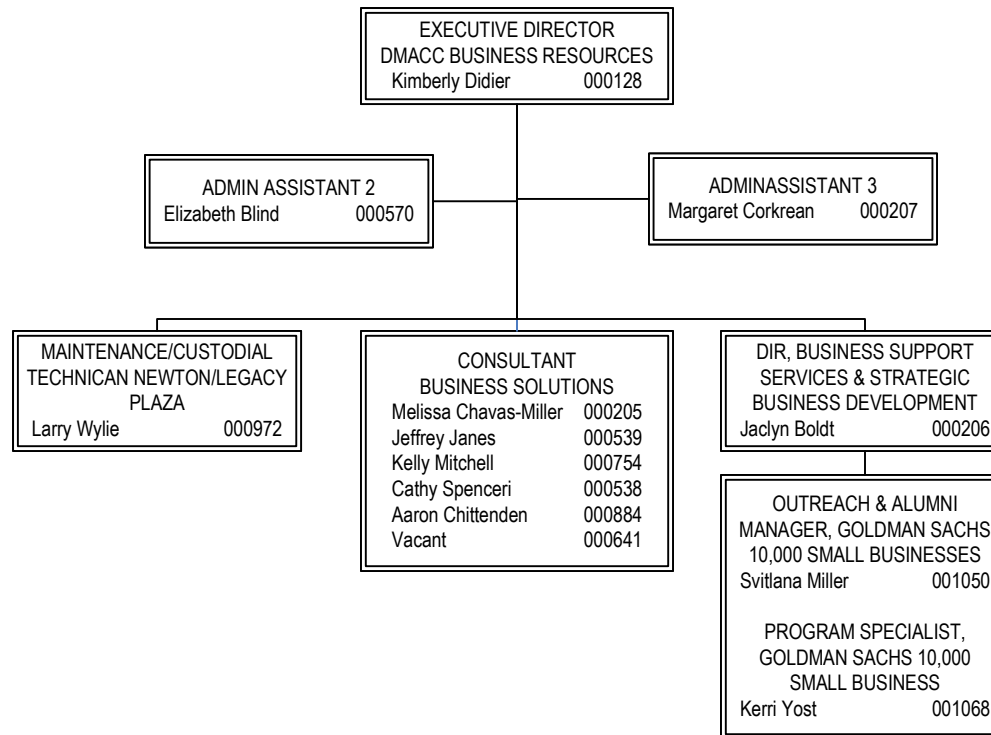 EXECUTIVE DIRECTOR
DMACC BUSINESS RESOURCES
Kimberly Didier 000128
ADMIN ASSISTANT 2
Elizabeth Blind 000570
ADMINASSISTANT 3
Margaret Corkrean 000207
MAINTENANCE/CUSTODIAL
TECHNICAN NEWTON/LEGACY
PLAZA
Larry Wylie 000972
CONSULTANT
BUSINESS SOLUTIONS
Melissa Chavas-Miller 000205
Jeffrey Janes 000539
Kelly Mitchell 000754
Cathy Spenceri 000538
Aaron Chittenden 000884
Vacant 000641
DIR, BUSINESS SUPPORT
SERVICES & STRATEGIC
BUSINESS DEVELOPMENT
Jaclyn Boldt 000206
OUTREACH & ALUMNI
MANAGER, GOLDMAN SACHS
10,000 SMALL BUSINESSES
Svitlana Miller 001050
PROGRAM SPECIALIST,
GOLDMAN SACHS 10,000
SMALL BUSINESS
Kerri Yost 001068